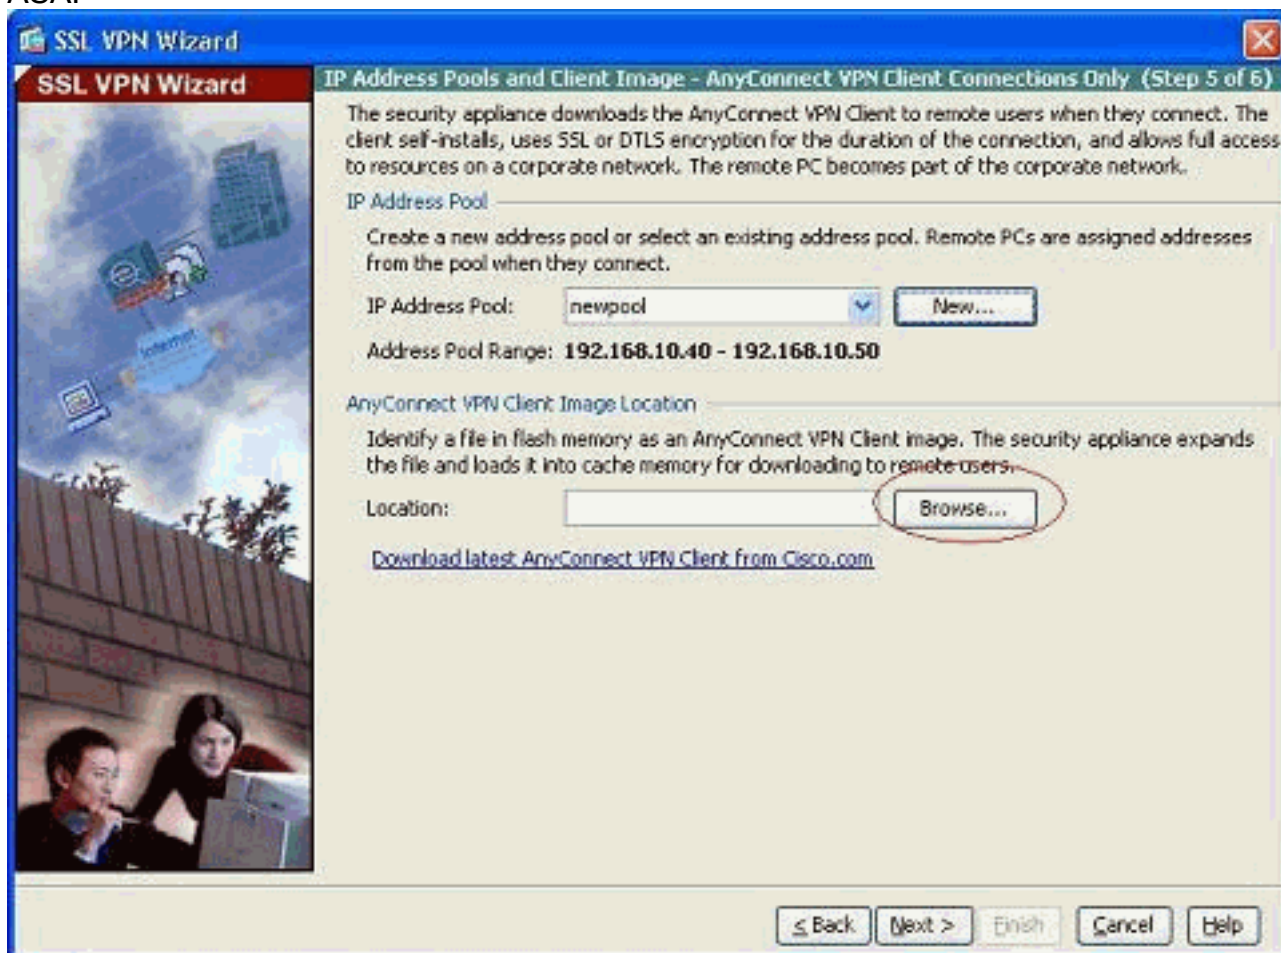 SSL VPN Wizard
SSL VPN Wizard
IP Address Pools and Client Image - AnyConnect VPN Client Connections Only (Step 5 of 6)
The security appliance downloads the AnyConnect VPN Client to remote users when they connect. The
client self-installs, uses SSL or DTLS encryption for the duration of the connection, and allows full access
to resources on a corporate network. The remote PC becomes part of the corporate network.
IP Address Pool
Create a new address pool or select an existing address pool. Remote PCs are assigned addresses
from the pool when they connect.
IP Address Pool: newpool New...
Address Pool Range: 192.168.10.40 - 192.168.10.50
AnyConnect VPN Client Image Location
Identify a file in flash memory as an AnyConnect VPN Client image. The security appliance expands
the file and loads it into cache memory for downloading to remote users.
Location: Browse...
Download latest AnyConnect VPN Client from Cisco.com
Internet
< Back Next > Finish Cancel Help